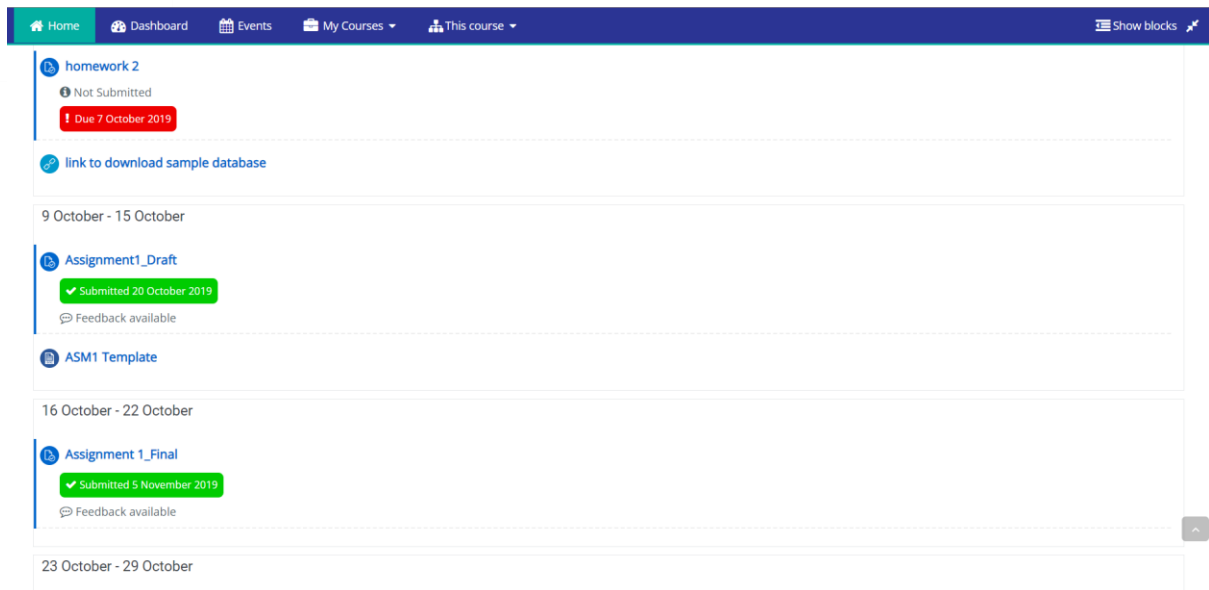 Home Dashboard Events My Courses This course Show blocks
homework 2
Not Submitted
Due 7 October 2019
link to download sample database
9 October - 15 October
Assignment1_Draft
Submitted 20 October 2019
Feedback available
ASM1 Template
16 October - 22 October
Assignment 1_Final
Submitted 5 November 2019
Feedback available
23 October - 29 October